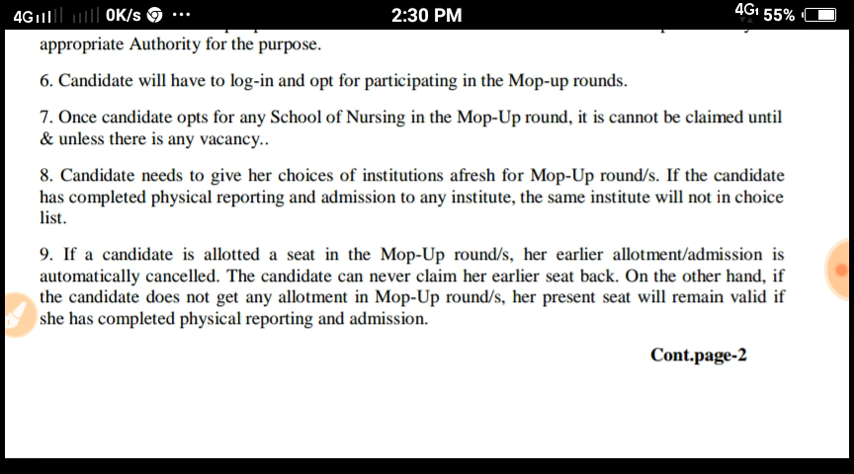 4G 0K/s ... 2:30 PM 4G 55%
appropriate Authority for the purpose.
6. Candidate will have to log-in and opt for participating in the Mop-up rounds.
7. Once candidate opts for any School of Nursing in the Mop-Up round, it is cannot be claimed until
& unless there is any vacancy..
8. Candidate needs to give her choices of institutions afresh for Mop-Up round/s. If the candidate
has completed physical reporting and admission to any institute, the same institute will not in choice
list.
9. If a candidate is allotted a seat in the Mop-Up round/s, her earlier allotment/admission is
automatically cancelled. The candidate can never claim her earlier seat back. On the other hand, if
the candidate does not get any allotment in Mop-Up round/s, her present seat will remain valid if
she has completed physical reporting and admission.
Cont.page-2